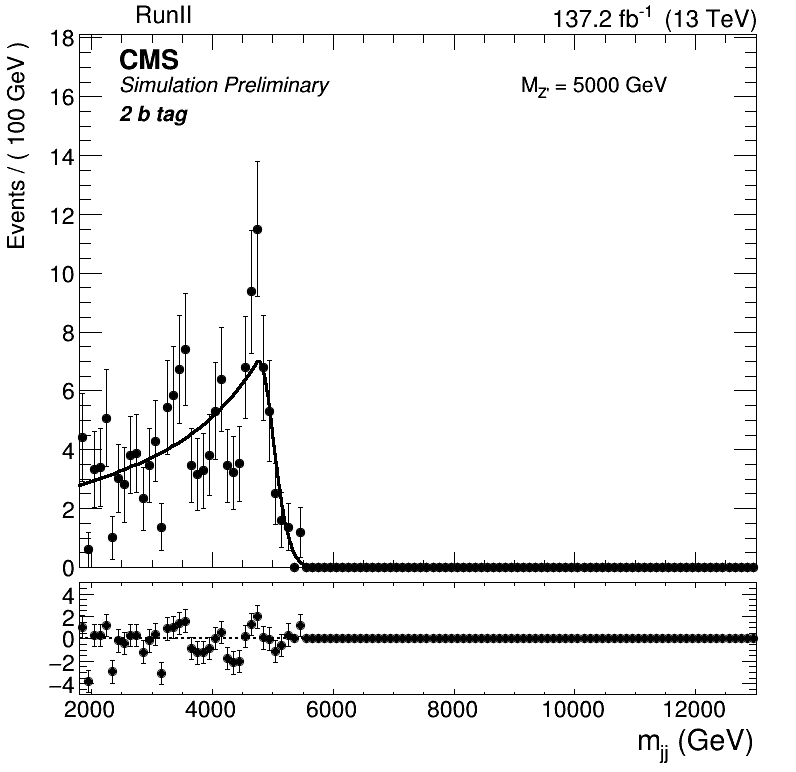 RunII 137.2 fb-1 (13 TeV)
CMS
Simulation Preliminary
2 b tag
MZ' = 5000 GeV
Events / ( 100 GeV )
18
16
14
12
10
8
6
4
2
0
4
2
0
−2
−4
2000 4000 6000 8000 10000 12000
mjj (GeV)